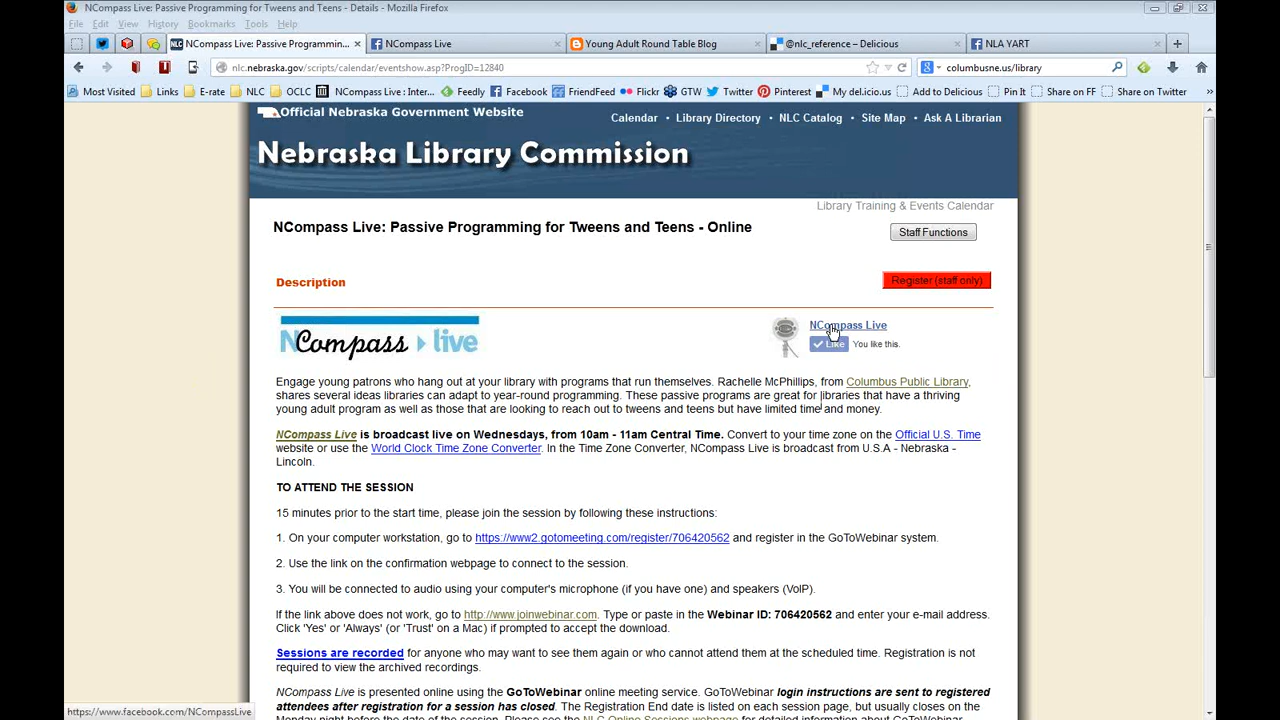 NCompass Live: Passive Programming for Tweens and Teens - Details - Mozilla Firefox
File Edit View History Bookmarks Tools Help
NCompass Live: Passive Programmin... × NCompass Live × Young Adult Round Table Blog × @nlc_reference – Delicious × NLA YART ×
nlc.nebraska.gov/scripts/calendar/eventshow.asp?ProgID=12840 columbusne.us/library
Most Visited Links E-rate NLC OCLC NCompass Live : Inter... Feedly Facebook FriendFeed Flickr GTW Twitter Pinterest My del.icio.us Add to Delicious Pin It Share on FF Share on Twitter »
Official Nebraska Government Website
Calendar • Library Directory • NLC Catalog • Site Map • Ask A Librarian
Nebraska Library Commission
Library Training & Events Calendar
NCompass Live: Passive Programming for Tweens and Teens - Online
Staff Functions
Description
Register (staff only)
NCompass live
NCompass Live
Like You like this.
Engage young patrons who hang out at your library with programs that run themselves. Rachelle McPhillips, from Columbus Public Library,
shares several ideas libraries can adapt to year-round programming. These passive programs are great for libraries that have a thriving
young adult program as well as those that are looking to reach out to tweens and teens but have limited time and money.
NCompass Live is broadcast live on Wednesdays, from 10am - 11am Central Time. Convert to your time zone on the Official U.S. Time
website or use the World Clock Time Zone Converter. In the Time Zone Converter, NCompass Live is broadcast from U.S.A - Nebraska -
Lincoln.
TO ATTEND THE SESSION
15 minutes prior to the start time, please join the session by following these instructions:
1. On your computer workstation, go to https://www2.gotomeeting.com/register/706420562 and register in the GoToWebinar system.
2. Use the link on the confirmation webpage to connect to the session.
3. You will be connected to audio using your computer's microphone (if you have one) and speakers (VoIP).
If the link above does not work, go to http://www.joinwebinar.com. Type or paste in the Webinar ID: 706420562 and enter your e-mail address.
Click 'Yes' or 'Always' (or 'Trust' on a Mac) if prompted to accept the download.
Sessions are recorded for anyone who may want to see them again or who cannot attend them at the scheduled time. Registration is not
required to view the archived recordings.
NCompass Live is presented online using the GoToWebinar online meeting service. GoToWebinar login instructions are sent to registered
attendees after registration for a session has closed. The Registration End date is listed on each session page, but usually closes on the
Monday night before the date of the session. Please see the NLC Online Sessions webpage for detailed information about GoToWebinar
https://www.facebook.com/NCompassLive